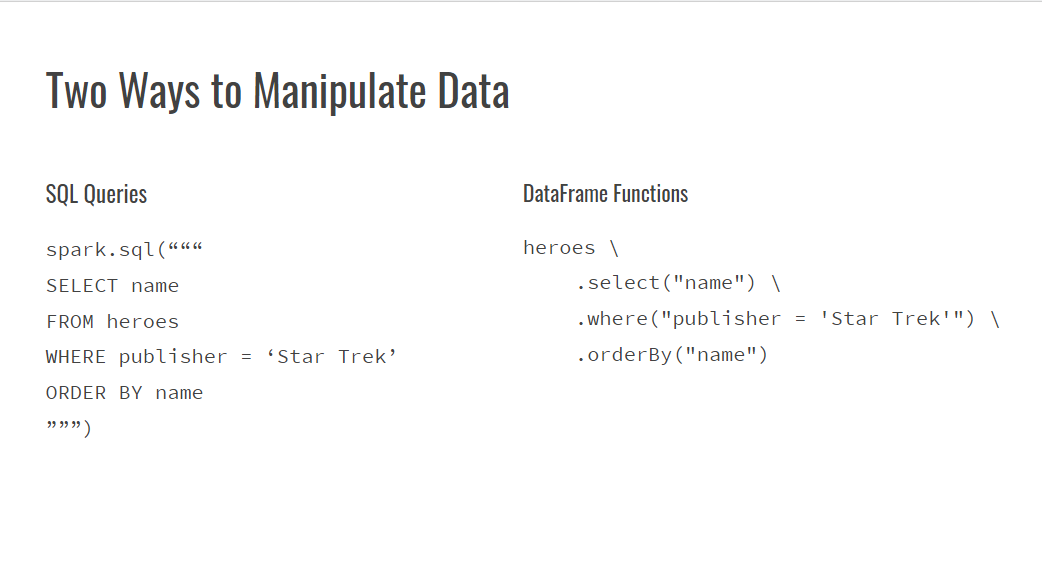 Two Ways to Manipulate Data
SQL Queries
spark.sql(“““
SELECT name
FROM heroes
WHERE publisher = ‘Star Trek’
ORDER BY name
”””)
DataFrame Functions
heroes \
.select("name") \
.where("publisher = 'Star Trek'") \
.orderBy("name")